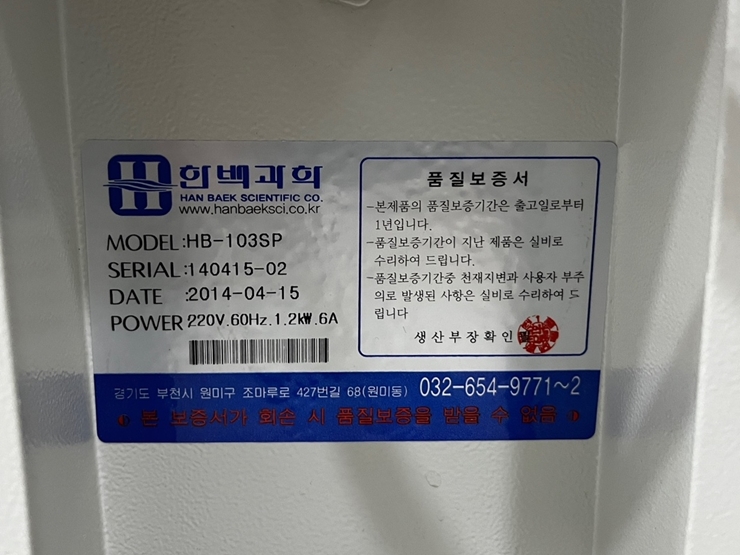 한백과학
HAN BAEK SCIENTIFIC CO.
www.hanbaeksci.co.kr
MODEL:HB-103SP
SERIAL:140415-02
DATE :2014-04-15
POWER:220V.60Hz.1.2kW.6A
품질보증서
-본제품의 품질보증기간은 출고일로부터
1년입니다.
-품질보증기간이 지난 제품은 실비로
수리하여 드립니다.
-품질보증기간중 천재지변과 사용자 부주
의로 발생된 사항은 실비로 수리하여 드
립니다
생산부장확인
경기도 부천시 원미구 조마루로 427번길 68(원미동) 032-654-9771~2
본 보증서가 훼손 시 품질보증을 받을 수 없음